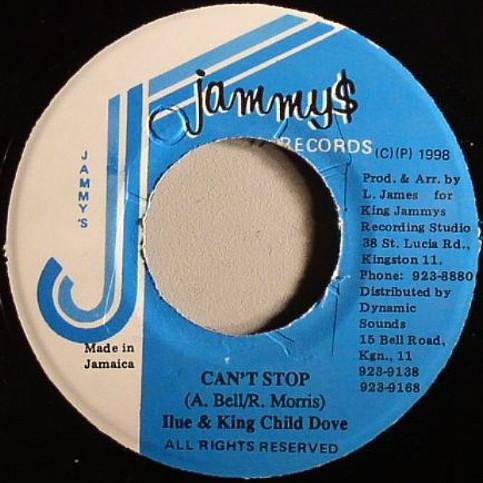 jammy$
RECORDS
(C)(P) 1998
JAMMY'S
Prod. & Arr. by
L. James for
King Jammys
Recording Studio
38 St. Lucia Rd.,
Kingston 11.
Phone: 923-8880
Distributed by
Dynamic
Sounds
15 Bell Road,
Kgn., 11
923-9138
923-9168
Made in
Jamaica
CAN'T STOP
(A. Bell/R. Morris)
Ilue & King Child Dove
ALL RIGHTS RESERVED